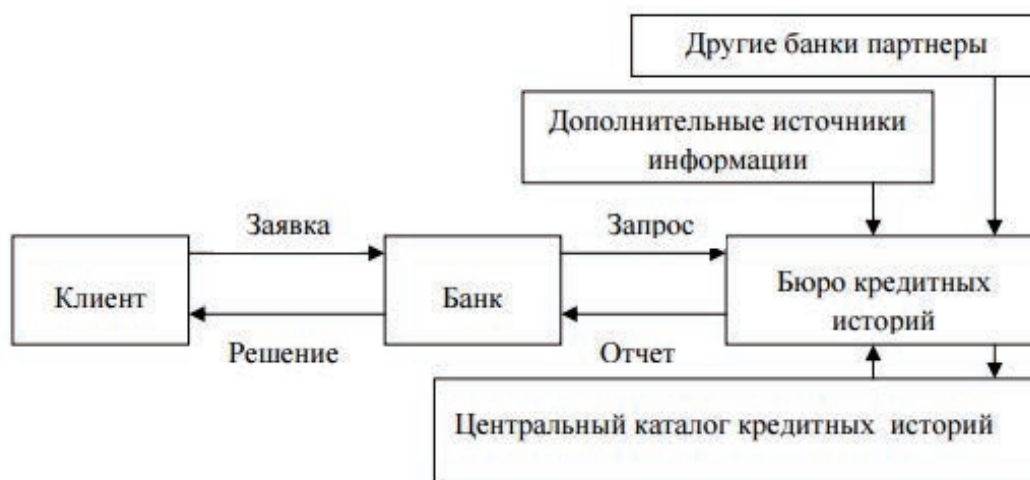 Другие банки партнеры
Дополнительные источники
информации
Заявка
Запрос
Клиент
Банк
Бюро кредитных
историй
Решение
Отчет
Центральный каталог кредитных историй